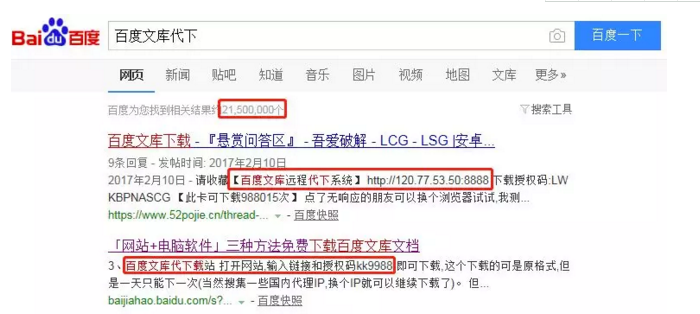 Bai du 百度 百度文库代下 百度一下
网页 新闻 贴吧 知道 音乐 图片 视频 地图 文库 更多»
百度为您找到相关结果约21,500,000个 搜索工具
百度文库下载 - 『悬赏问答区』 - 吾爱破解 - LCG - LSG |安卓...
9条回复 - 发帖时间: 2017年2月10日
2017年2月10日 - 请收藏【百度文库远程代下系统】 http://120.77.53.50:8888 下载授权码:LW
KBPNASCG 【此卡可下载988015次】 点了无响应的朋友可以换个浏览器试试,我测...
https://www.52pojie.cn/thread-... - 百度快照
「网站+电脑软件」三种方法免费下载百度文库文档
3、百度文库代下载站 打开网站,输入链接和授权码kk9988即可下载,这个下载的可是原格式,但
是一天只能下一次(当然搜集一些国内代理IP,换个IP就可以继续下载了)。 但...
baijiahao.baidu.com/s?... - 百度快照